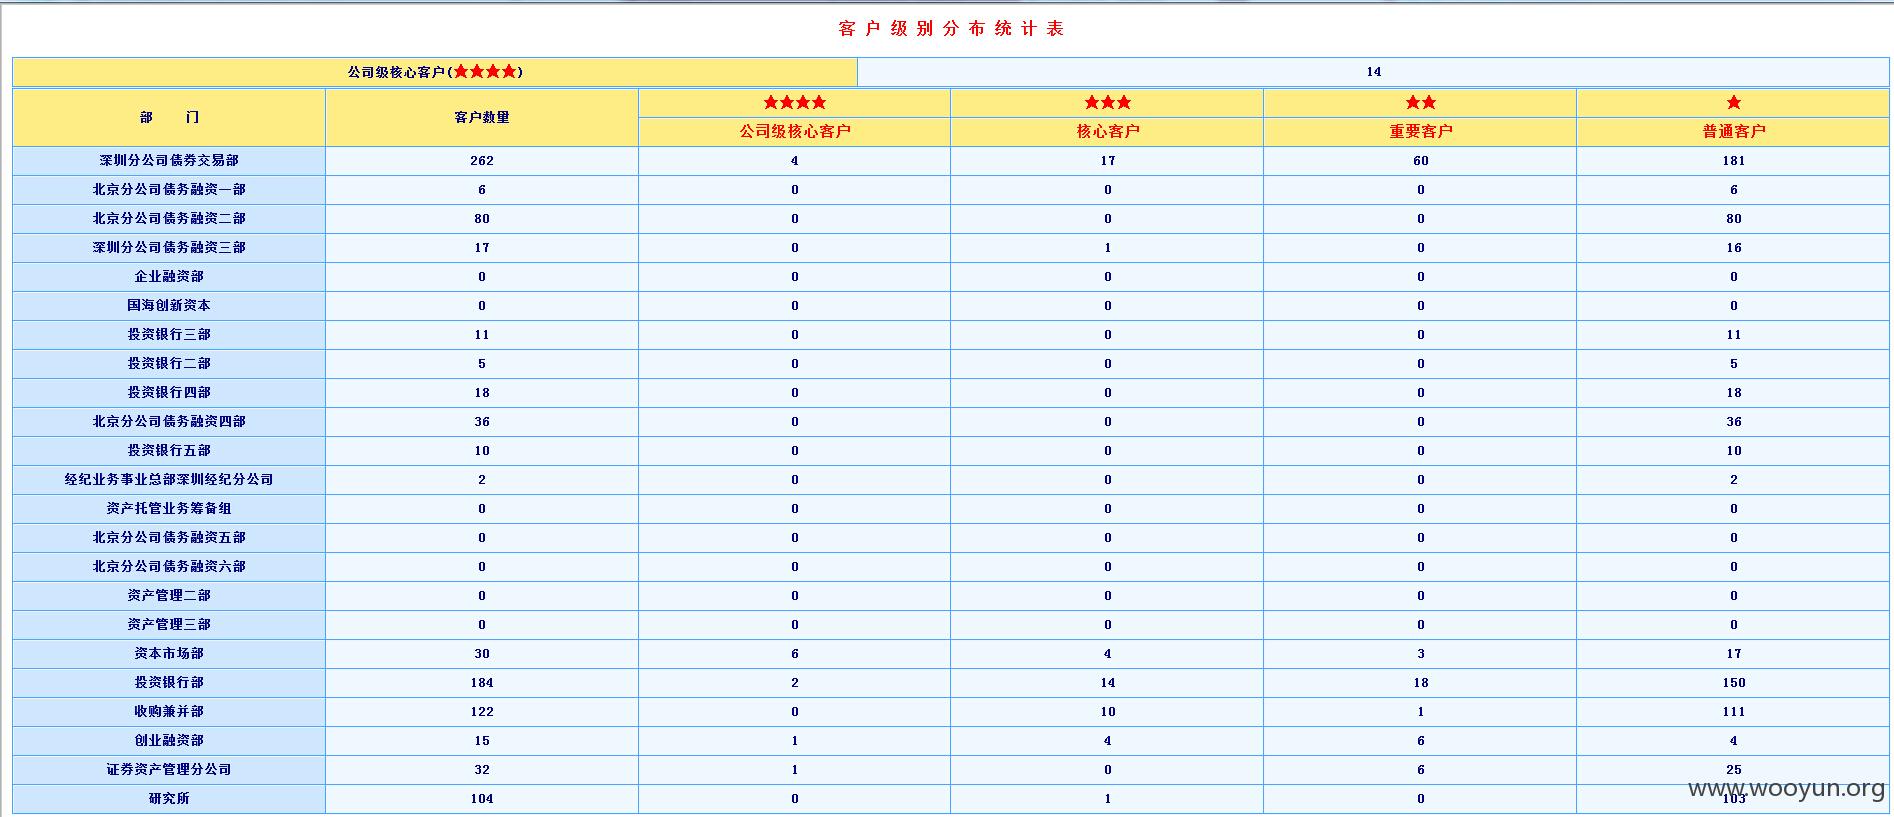 客 户 级 别 分 布 统 计 表
公司级核心客户(★★★★) 14
部 门 客户数量 ★★★★ ★★★ ★★ ★
公司级核心客户 核心客户 重要客户 普通客户
深圳分公司债券交易部 262 4 17 60 181
北京分公司债务融资一部 6 0 0 0 6
北京分公司债务融资二部 80 0 0 0 80
深圳分公司债务融资三部 17 0 1 0 16
企业融资部 0 0 0 0 0
国海创新资本 0 0 0 0 0
投资银行三部 11 0 0 0 11
投资银行二部 5 0 0 0 5
投资银行四部 18 0 0 0 18
北京分公司债务融资四部 36 0 0 0 36
投资银行五部 10 0 0 0 10
经纪业务事业总部深圳经纪分公司 2 0 0 0 2
资产托管业务筹备组 0 0 0 0 0
北京分公司债务融资五部 0 0 0 0 0
北京分公司债务融资六部 0 0 0 0 0
资产管理二部 0 0 0 0 0
资产管理三部 0 0 0 0 0
资本市场部 30 6 4 3 17
投资银行部 184 2 14 18 150
收购兼并部 122 0 10 1 111
创业融资部 15 1 4 6 4
证券资产管理分公司 32 1 0 6 25
研究所 104 0 1 0 103
www.wooyun.org